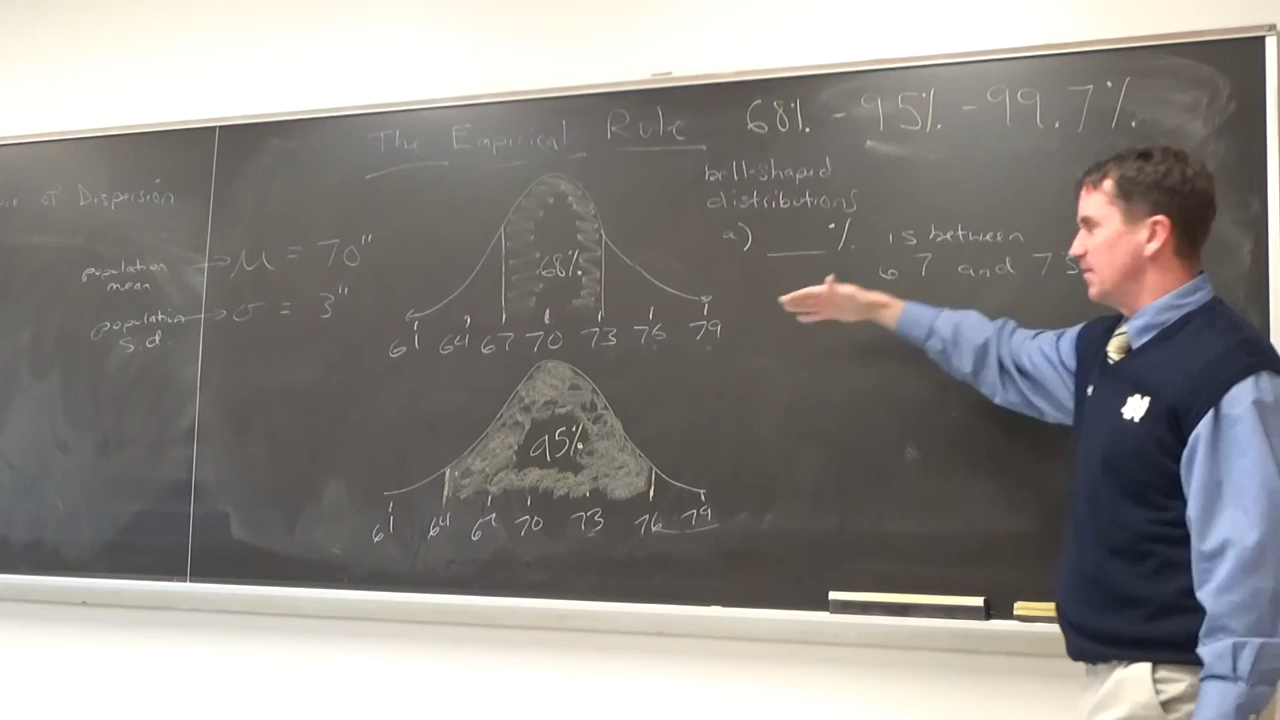 The Empirical Rule
68% - 95% - 99.7%
of Dispersion
population
mean
μ = 70"
population
s.d.
σ = 3"
bell-shaped
distributions
a) ___% is between
67 and 73
68%
61 64 67 70 73 76 79
95%
61 64 67 70 73 76 79